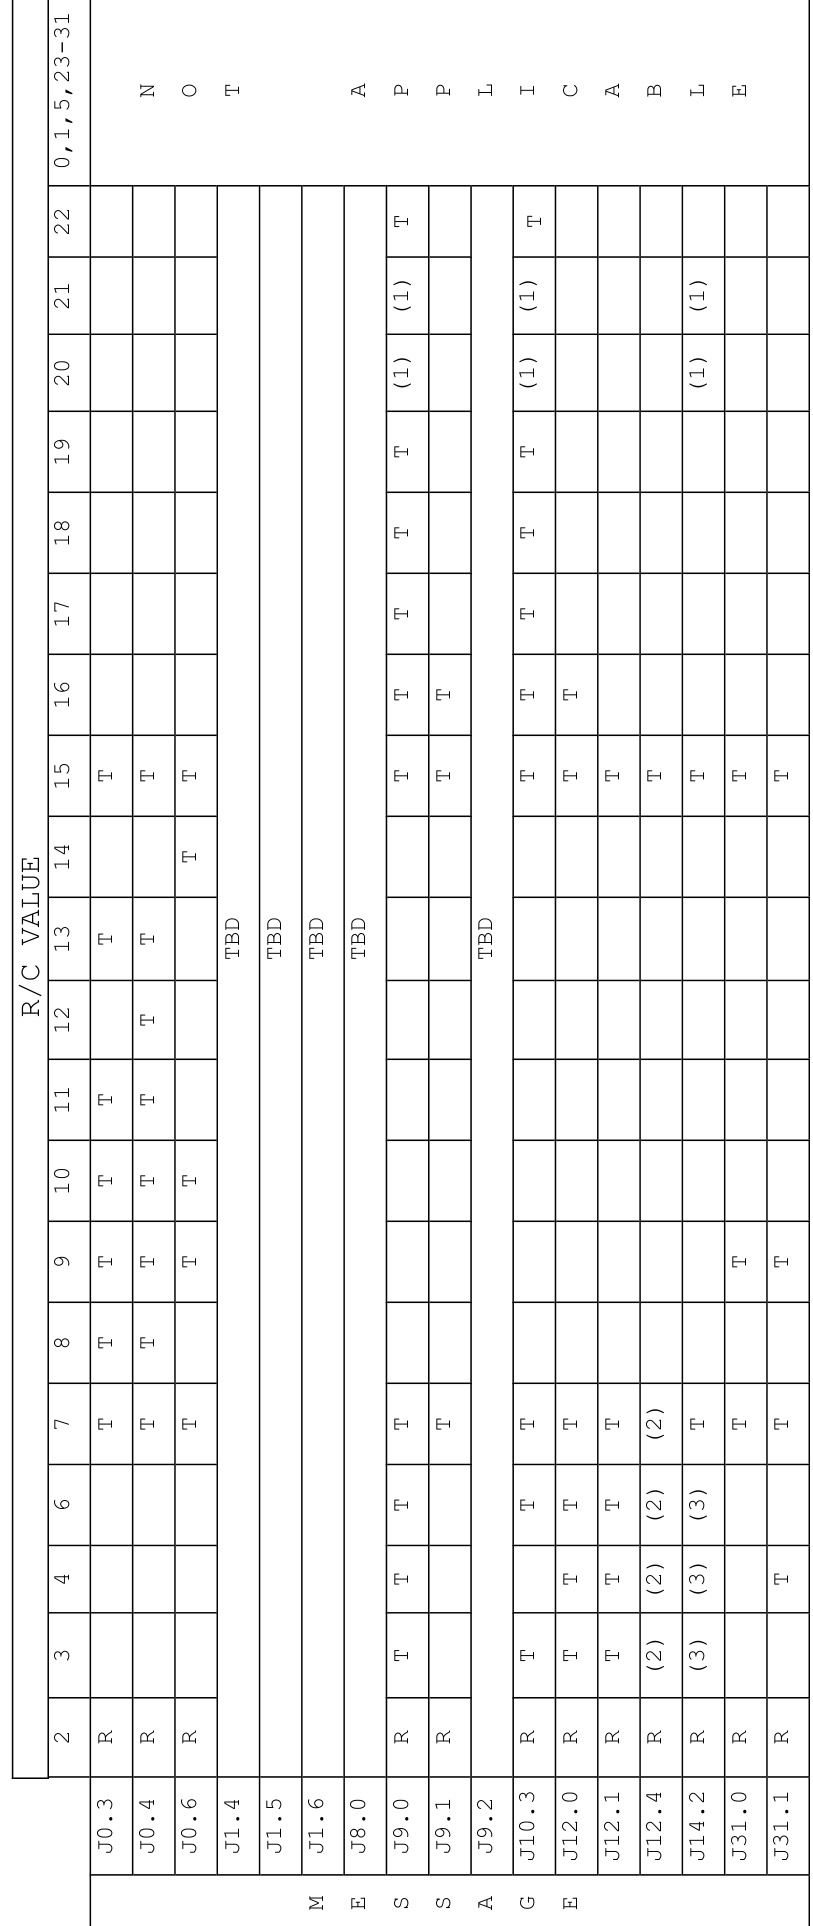 R/C VALUE
2 3 4 6 7 8 9 10 11 12 13 14 15 16 17 18 19 20 21 22 0,1,5,23-31
J0.3 R T T T T T T T
J0.4 R T T T T T T T T
J0.6 R T T T T T
J1.4 TBD
J1.5 TBD
J1.6 TBD
J8.0 TBD
J9.0 R T T T T T T T T T (1) (1) T
J9.1 R T T T
J9.2 TBD
J10.3 R T T T T T T T T (1) (1) T
J12.0 R T T T T T T
J12.1 R T T T T T
J12.4 R (2) (2) (2) (2) T
J14.2 R (3) (3) (3) T T (1) (1)
J31.0 R T T T
J31.1 R T T T T
MESSAGE
NOT APPLICABLE